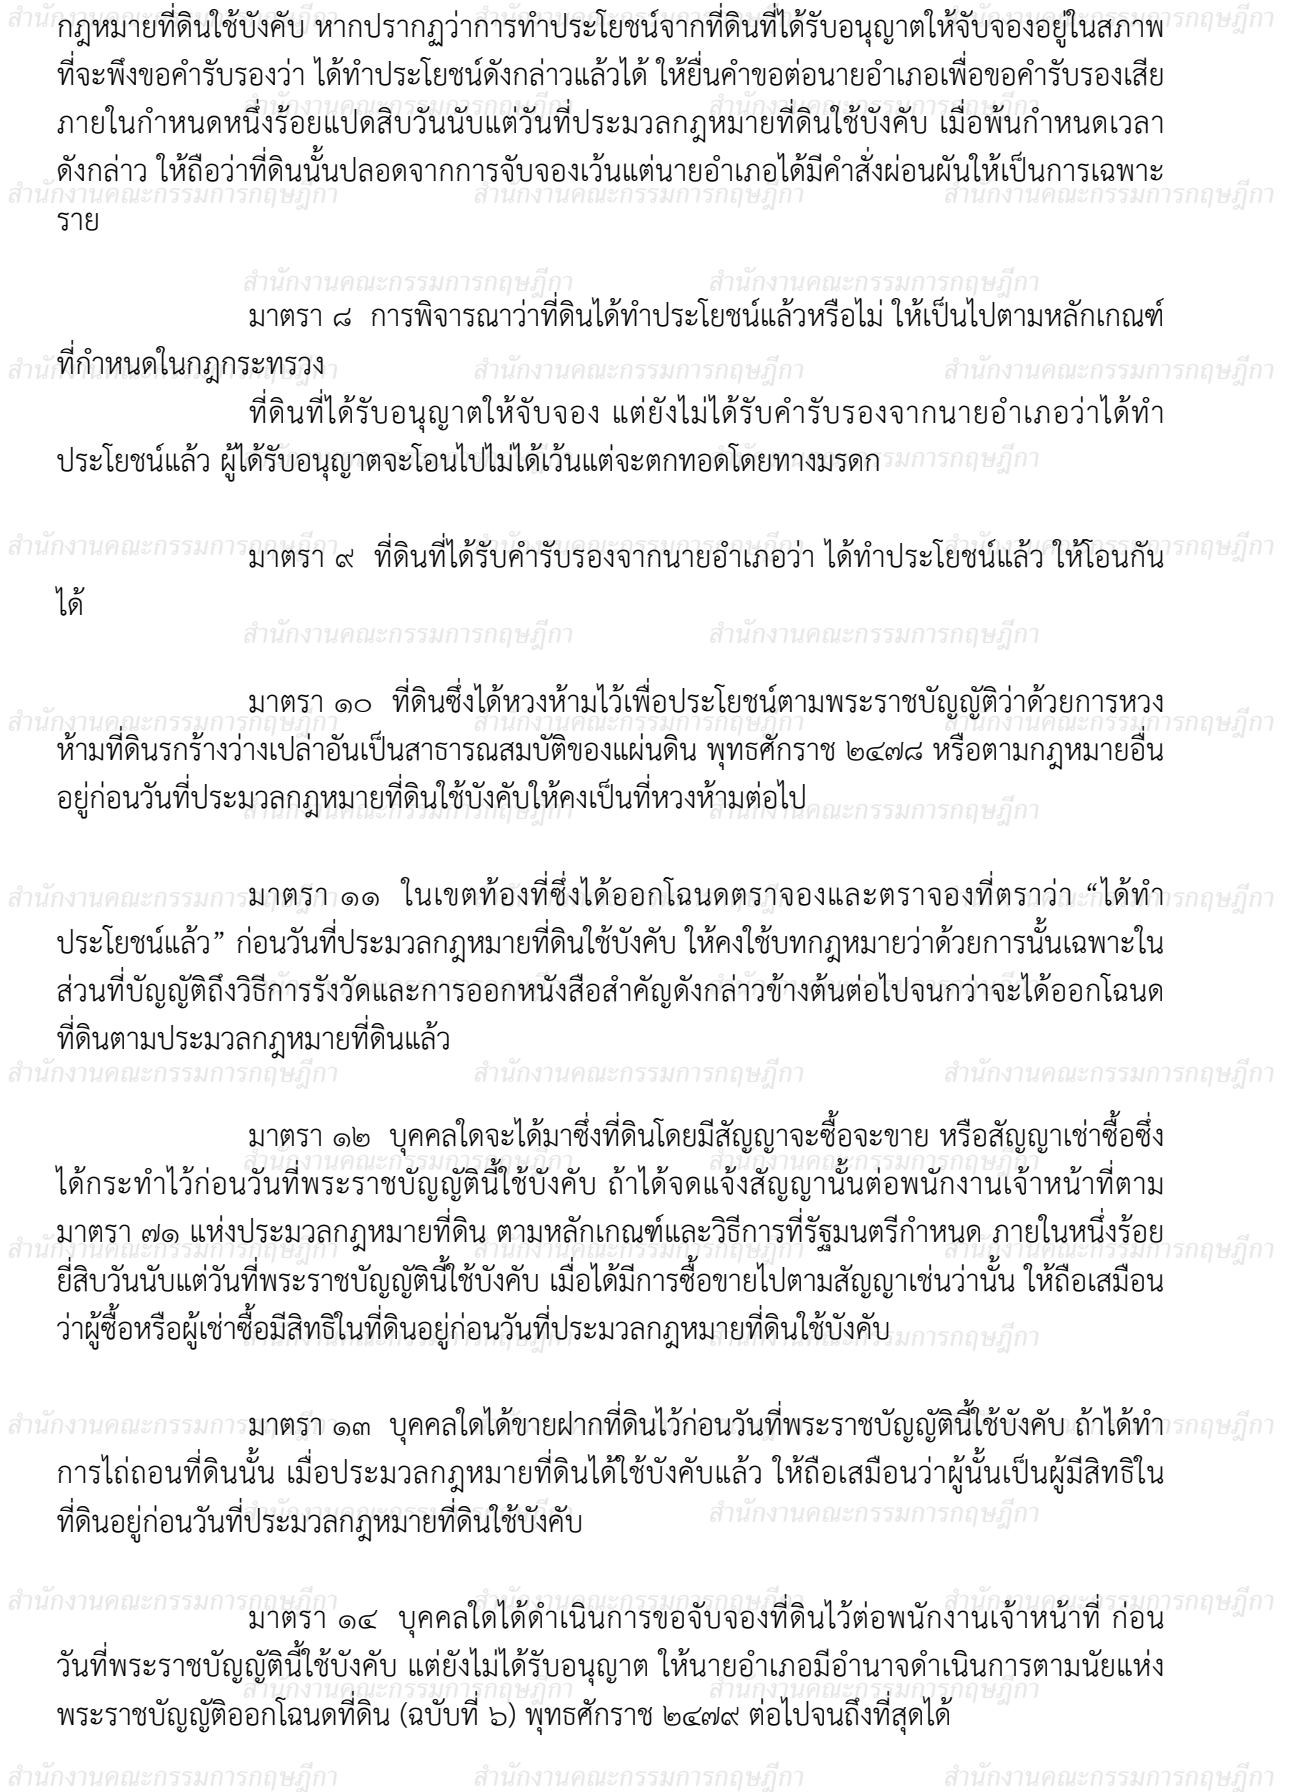 กฎหมายที่ดินใช้บังคับ หากปรากฏว่าการทำประโยชน์จากที่ดินที่ได้รับอนุญาตให้จับจองอยู่ในสภาพ
ที่จะพึงขอคำรับรองว่า ได้ทำประโยชน์ดังกล่าวแล้วได้ ให้ยื่นคำขอต่อนายอำเภอเพื่อขอคำรับรองเสีย
ภายในกำหนดหนึ่งร้อยแปดสิบวันนับแต่วันที่ประมวลกฎหมายที่ดินใช้บังคับ เมื่อพ้นกำหนดเวลา
ดังกล่าว ให้ถือว่าที่ดินนั้นปลอดจากการจับจองเว้นแต่นายอำเภอได้มีคำสั่งผ่อนผันให้เป็นการเฉพาะ
ราย
มาตรา ๘ การพิจารณาว่าที่ดินได้ทำประโยชน์แล้วหรือไม่ ให้เป็นไปตามหลักเกณฑ์
ที่กำหนดในกฎกระทรวง
ที่ดินที่ได้รับอนุญาตให้จับจอง แต่ยังไม่ได้รับคำรับรองจากนายอำเภอว่าได้ทำ
ประโยชน์แล้ว ผู้ได้รับอนุญาตจะโอนไปไม่ได้เว้นแต่จะตกทอดโดยทางมรดก
มาตรา ๙ ที่ดินที่ได้รับคำรับรองจากนายอำเภอว่า ได้ทำประโยชน์แล้ว ให้โอนกัน
ได้
มาตรา ๑๐ ที่ดินซึ่งได้หวงห้ามไว้เพื่อประโยชน์ตามพระราชบัญญัติว่าด้วยการหวง
ห้ามที่ดินรกร้างว่างเปล่าอันเป็นสาธารณสมบัติของแผ่นดิน พุทธศักราช ๒๔๗๘ หรือตามกฎหมายอื่น
อยู่ก่อนวันที่ประมวลกฎหมายที่ดินใช้บังคับให้คงเป็นที่หวงห้ามต่อไป
มาตรา ๑๑ ในเขตท้องที่ซึ่งได้ออกโฉนดตราจองและตราจองที่ตราว่า “ได้ทำ
ประโยชน์แล้ว” ก่อนวันที่ประมวลกฎหมายที่ดินใช้บังคับ ให้คงใช้บทกฎหมายว่าด้วยการนั้นเฉพาะใน
ส่วนที่บัญญัติถึงวิธีการรังวัดและการออกหนังสือสำคัญดังกล่าวข้างต้นต่อไปจนกว่าจะได้ออกโฉนด
ที่ดินตามประมวลกฎหมายที่ดินแล้ว
มาตรา ๑๒ บุคคลใดจะได้มาซึ่งที่ดินโดยมีสัญญาจะซื้อจะขาย หรือสัญญาเช่าซื้อซึ่ง
ได้กระทำไว้ก่อนวันที่พระราชบัญญัตินี้ใช้บังคับ ถ้าได้จดแจ้งสัญญานั้นต่อพนักงานเจ้าหน้าที่ตาม
มาตรา ๗๑ แห่งประมวลกฎหมายที่ดิน ตามหลักเกณฑ์และวิธีการที่รัฐมนตรีกำหนด ภายในหนึ่งร้อย
ยี่สิบวันนับแต่วันที่พระราชบัญญัตินี้ใช้บังคับ เมื่อได้มีการซื้อขายไปตามสัญญาเช่นว่านั้น ให้ถือเสมือน
ว่าผู้ซื้อหรือผู้เช่าซื้อมีสิทธิในที่ดินอยู่ก่อนวันที่ประมวลกฎหมายที่ดินใช้บังคับ
มาตรา ๑๓ บุคคลใดได้ขายฝากที่ดินไว้ก่อนวันที่พระราชบัญญัตินี้ใช้บังคับ ถ้าได้ทำ
การไถ่ถอนที่ดินนั้น เมื่อประมวลกฎหมายที่ดินได้ใช้บังคับแล้ว ให้ถือเสมือนว่าผู้นั้นเป็นผู้มีสิทธิใน
ที่ดินอยู่ก่อนวันที่ประมวลกฎหมายที่ดินใช้บังคับ
มาตรา ๑๔ บุคคลใดได้ดำเนินการขอจับจองที่ดินไว้ต่อพนักงานเจ้าหน้าที่ ก่อน
วันที่พระราชบัญญัตินี้ใช้บังคับ แต่ยังไม่ได้รับอนุญาต ให้นายอำเภอมีอำนาจดำเนินการตามนัยแห่ง
พระราชบัญญัติออกโฉนดที่ดิน (ฉบับที่ ๖) พุทธศักราช ๒๔๗๙ ต่อไปจนถึงที่สุดได้
สำนักงานคณะกรรมการกฤษฎีกา สำนักงานคณะกรรมการกฤษฎีกา สำนักงานคณะกรรมการกฤษฎีกา